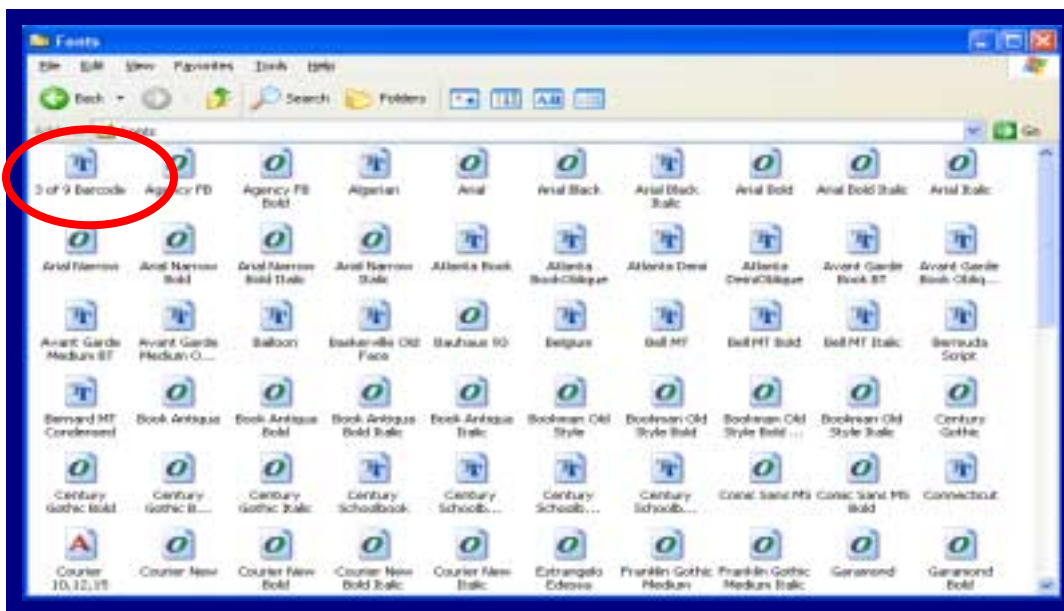 Fonts
File Edit View Favorites Tools Help
Back Search Folders
Go
3 of 9 Barcode Agency FB Agency FB Bold Algerian Arial Arial Black Arial Black Italic Arial Bold Arial Bold Italic Arial Italic
Arial Narrow Arial Narrow Bold Arial Narrow Bold Italic Arial Narrow Italic Atlanta Book Atlanta BookOblique Atlanta Demi Atlanta DemiOblique Avant Garde Book BT Avant Garde Book Obliq...
Avant Garde Medium BT Avant Garde Medium O... Balloon Baskerville Old Face Bauhaus 93 Belgium Bell MT Bell MT Bold Bell MT Italic Bermuda Script
Bernard MT Condensed Book Antiqua Book Antiqua Bold Book Antiqua Bold Italic Book Antiqua Italic Bookman Old Style Bookman Old Style Bold Bookman Old Style Bold ... Bookman Old Style Italic Century Gothic
Century Gothic Bold Century Gothic B... Century Gothic Italic Century Schoolbook Century Schoolb... Century Schoolb... Century Schoolb... Comic Sans MS Comic Sans MS Bold Connecticut
Courier 10,12,15 Courier New Courier New Bold Courier New Bold Italic Courier New Italic Estrangelo Edessa Franklin Gothic Medium Franklin Gothic Medium Italic Garamond Garamond Bold